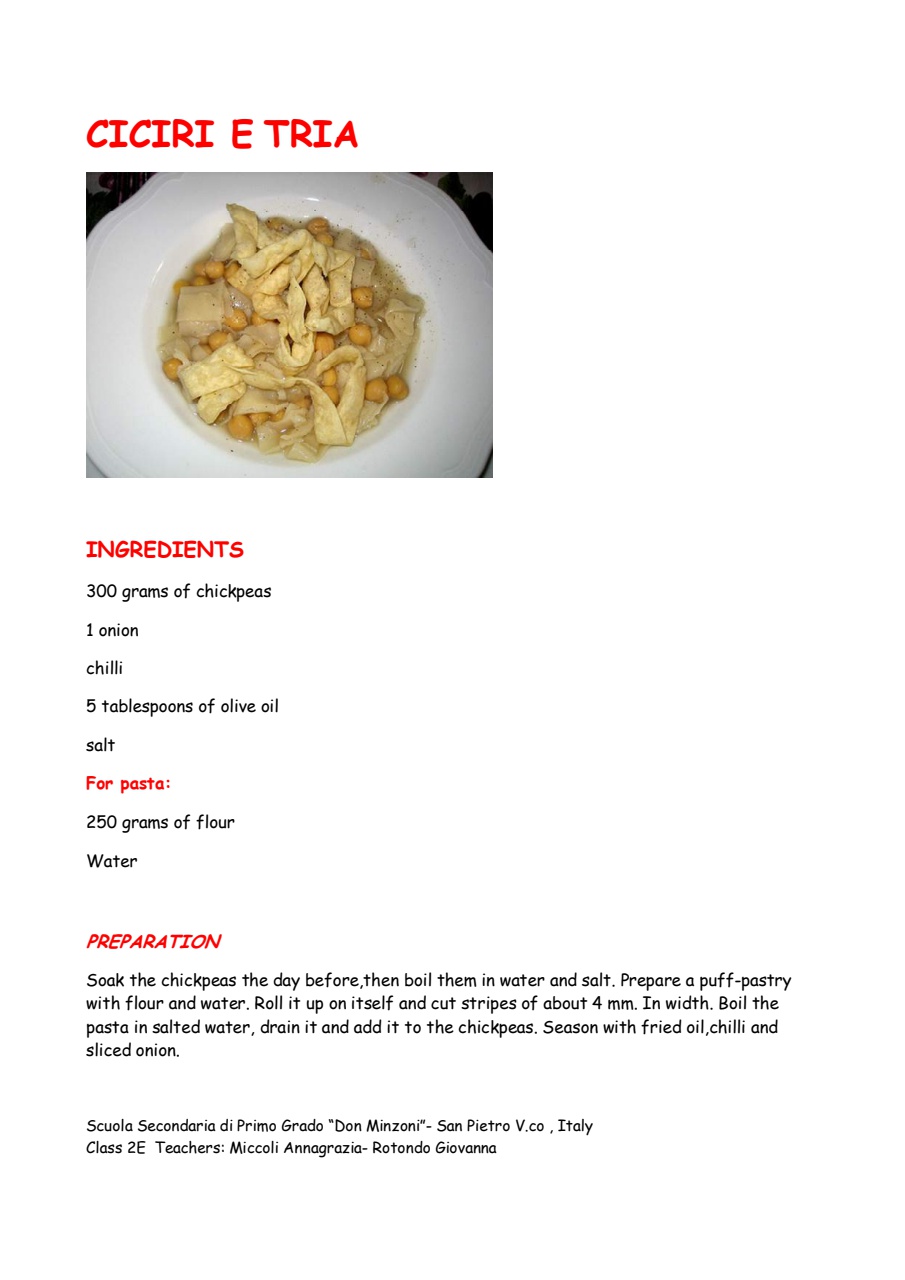 CICIRI E TRIA
INGREDIENTS
300 grams of chickpeas
1 onion
chilli
5 tablespoons of olive oil
salt
For pasta:
250 grams of flour
Water
PREPARATION
Soak the chickpeas the day before,then boil them in water and salt. Prepare a puff-pastry
with flour and water. Roll it up on itself and cut stripes of about 4 mm. In width. Boil the
pasta in salted water, drain it and add it to the chickpeas. Season with fried oil,chilli and
sliced onion.
Scuola Secondaria di Primo Grado “Don Minzoni”- San Pietro V.co , Italy
Class 2E  Teachers: Miccoli Annagrazia- Rotondo Giovanna